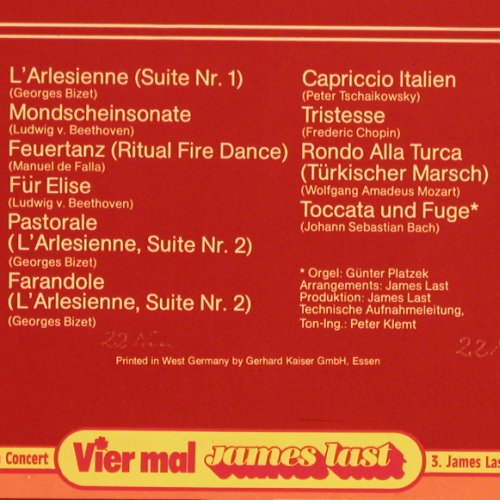 L'Arlesienne (Suite Nr. 1)
(Georges Bizet)
Mondscheinsonate
(Ludwig v. Beethoven)
Feuertanz (Ritual Fire Dance)
(Manuel de Falla)
Für Elise
(Ludwig v. Beethoven)
Pastorale
(L'Arlesienne, Suite Nr. 2)
(Georges Bizet)
Farandole
(L'Arlesienne, Suite Nr. 2)
(Georges Bizet)
Capriccio Italien
(Peter Tschaikowsky)
Tristesse
(Frederic Chopin)
Rondo Alla Turca
(Türkischer Marsch)
(Wolfgang Amadeus Mozart)
Toccata und Fuge*
(Johann Sebastian Bach)
* Orgel: Günter Platzek
Arrangements: James Last
Produktion: James Last
Technische Aufnahmeleitung,
Ton-Ing.: Peter Klemt
Printed in West Germany by Gerhard Kaiser GmbH, Essen
Concert
Vier mal james last
3. James Las